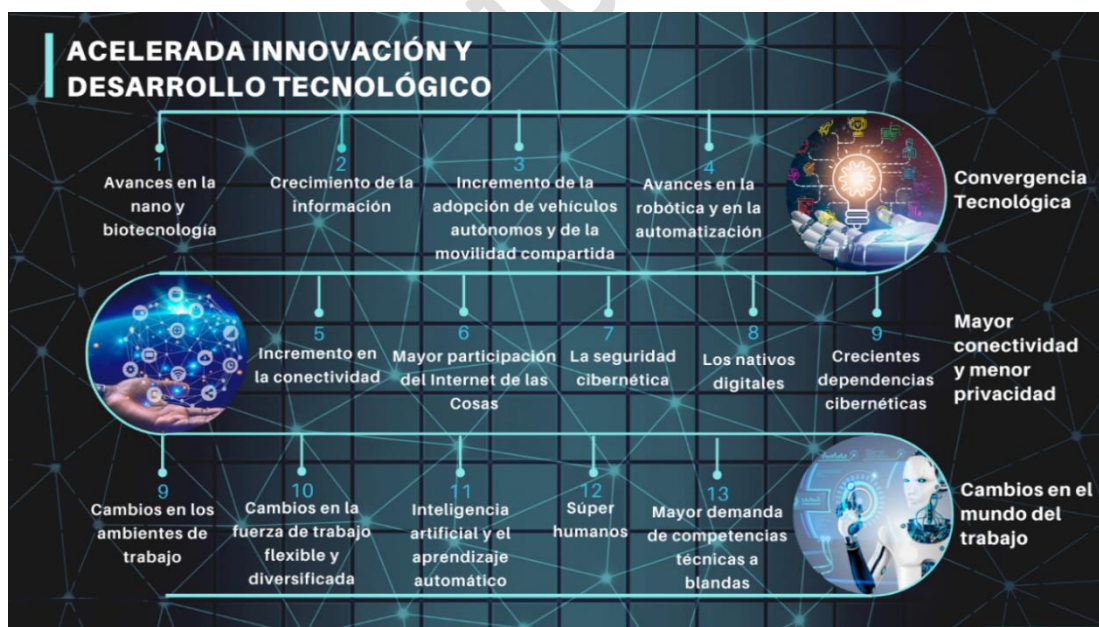 ACELERADA INNOVACIÓN Y
DESARROLLO TECNOLÓGICO
1
Avances en la
nano y
biotecnología
2
Crecimiento de la
información
3
Incremento de la
adopción de vehículos
autónomos y de la
movilidad compartida
4
Avances en la
robótica y en la
automatización
Convergencia
Tecnológica
5
Incremento en
la conectividad
6
Mayor participación
del Internet de las
Cosas
7
La seguridad
cibernética
8
Los nativos
digitales
9
Crecientes
dependencias
cibernéticas
Mayor
conectividad
y menor
privacidad
9
Cambios en los
ambientes de
trabajo
10
Cambios en la
fuerza de trabajo
flexible y
diversificada
11
Inteligencia
artificial y el
aprendizaje
automático
12
Súper
humanos
13
Mayor demanda
de competencias
técnicas a
blandas
Cambios en el
mundo del
trabajo